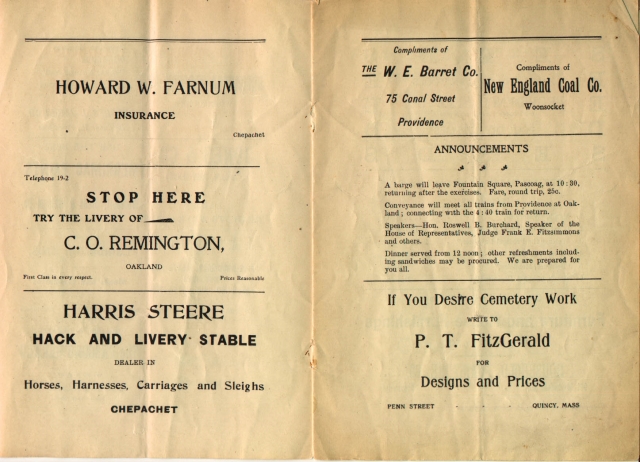 HOWARD W. FARNUM
INSURANCE
Chepachet
Telephone 19-2
STOP HERE
TRY THE LIVERY OF
C. O. REMINGTON,
OAKLAND
First Class in every respect. Prices Reasonable
HARRIS STEERE
HACK AND LIVERY STABLE
DEALER IN
Horses, Harnesses, Carriages and Sleighs
CHEPACHET
Compliments of
THE W. E. Barret Co.
75 Canal Street
Providence
Compliments of
New England Coal Co.
Woonsocket
ANNOUNCEMENTS
A barge will leave Fountain Square, Pascoag, at 10:30,
returning after the exercises. Fare, round trip, 25c.
Conveyance will meet all trains from Providence at Oak-
land; connecting with the 4:40 train for return.
Speakers—Hon. Roswell B. Burchard, Speaker of the
House of Representatives, Judge Frank E. Fitzsimmons
and others.
Dinner served from 12 noon; other refreshments includ-
ing sandwiches may be procured. We are prepared for
you all.
If You Desire Cemetery Work
WRITE TO
P. T. FitzGerald
FOR
Designs and Prices
PENN STREET - - QUINCY, MASS